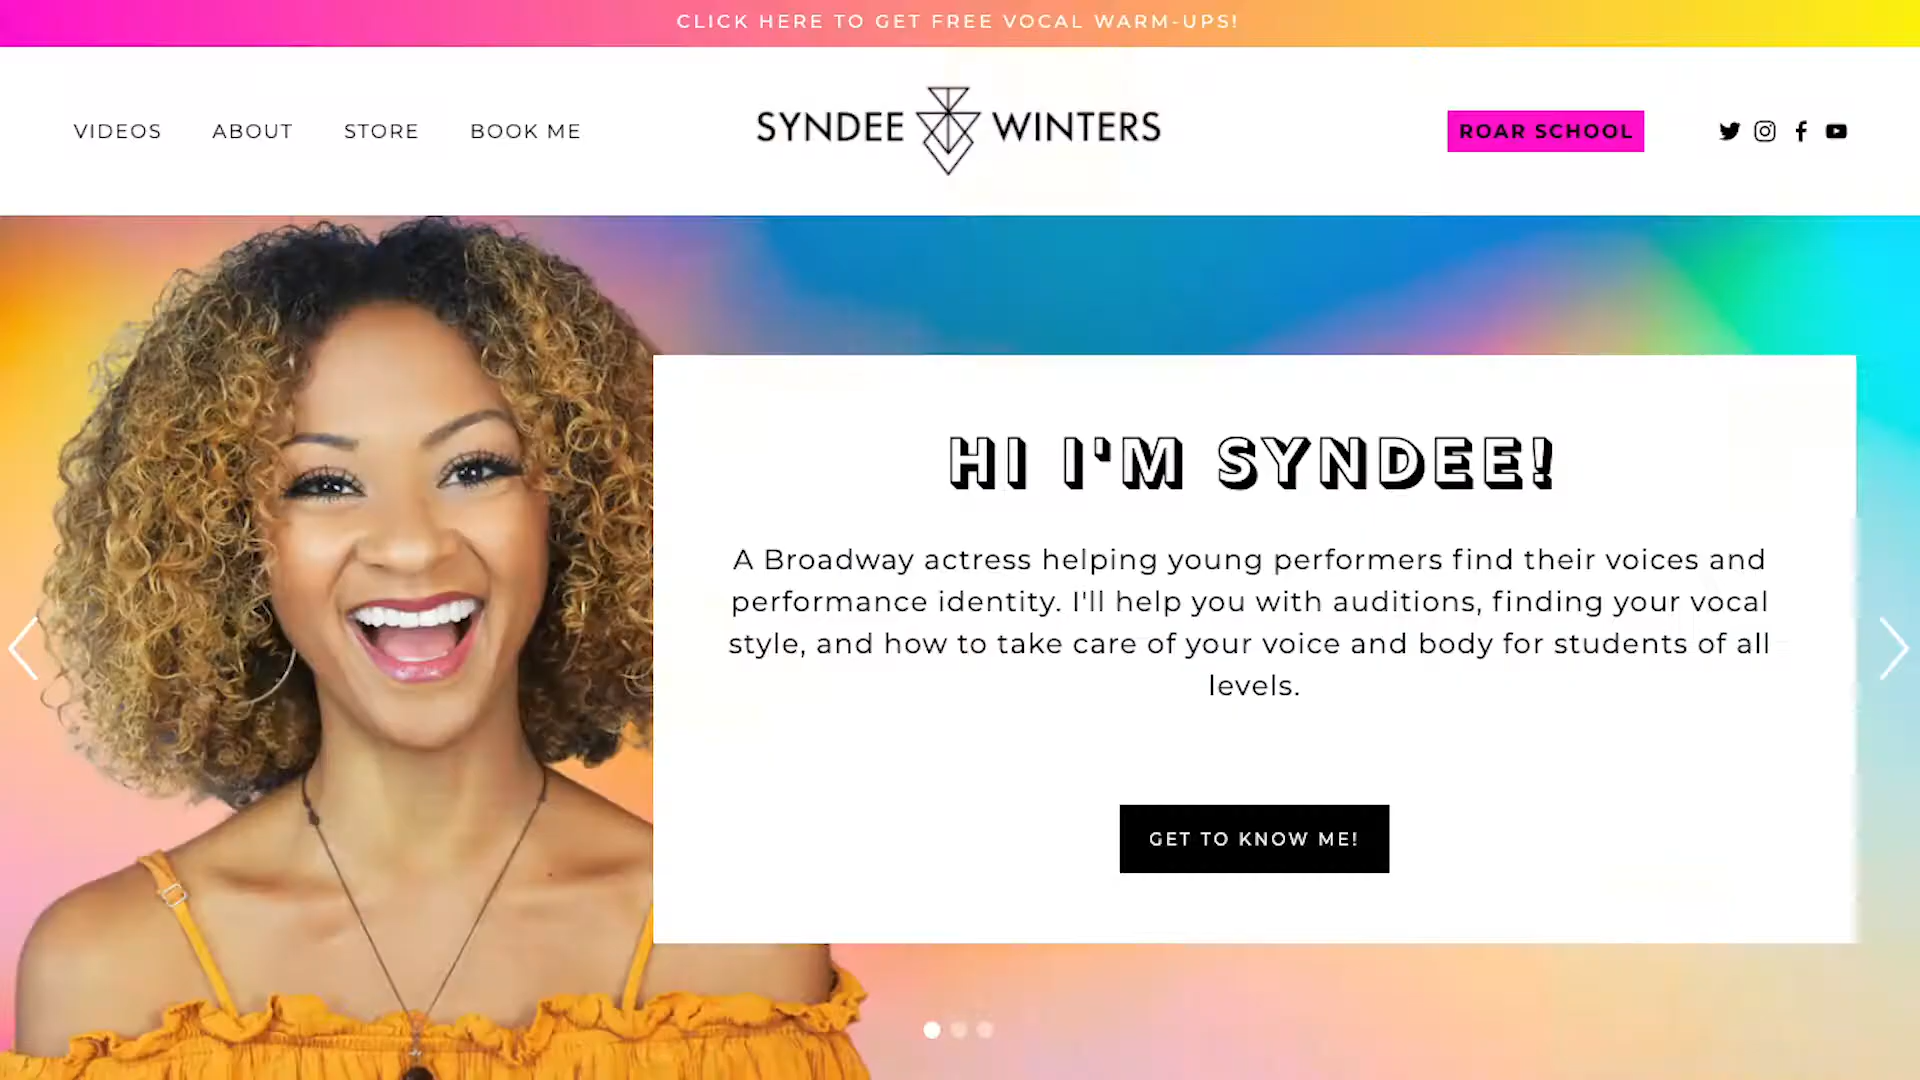 CLICK HERE TO GET FREE VOCAL WARM-UPS!
VIDEOS ABOUT STORE BOOK ME
SYNDEE WINTERS
ROAR SCHOOL
HI I'M SYNDEE!
A Broadway actress helping young performers find their voices and
performance identity. I'll help you with auditions, finding your vocal
style, and how to take care of your voice and body for students of all
levels.
GET TO KNOW ME!